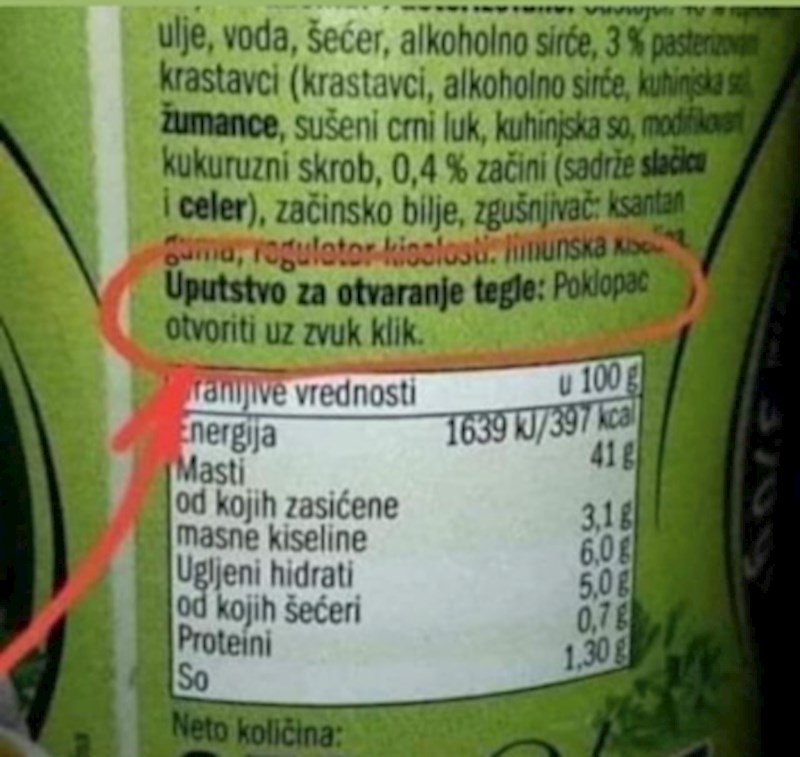 ulje, voda, šećer, alkoholno sirće, 3 % pasterizovani
krastavci (krastavci, alkoholno sirće, kuhinjska so,
žumance, sušeni crni luk, kuhinjska so, modifikovani
kukuruzni skrob, 0,4 % začini (sadrže slačicu
i celer), začinsko bilje, zgušnjivač: ksantan
guma, regulator kiselosti: limunska kiselina
Uputstvo za otvaranje tegle: Poklopac
otvoriti uz zvuk klik.
Hranjive vrednosti u 100 g
Energija 1639 kJ/397 kcal
Masti 41 g
od kojih zasićene
masne kiseline 3,1 g
Ugljeni hidrati 6,0 g
od kojih šećeri 5,0 g
Proteini 0,7 g
So 1,30 g
Neto količina: